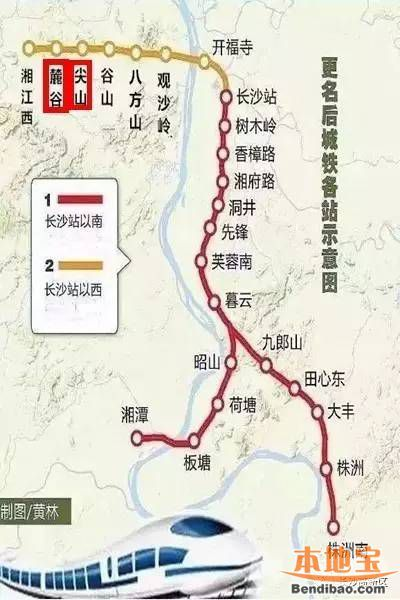 湘江西
麓谷
尖山
谷山
八方山
观沙岭
开福寺
更名后城铁各站示意图
长沙站
树木岭
香樟路
湘府路
洞井
先锋
芙蓉南
暮云
1
长沙站以南
2
长沙站以西
九郎山
昭山
田心东
荷塘
大丰
湘潭
板塘
株洲
制图/黄林
株洲南
本地宝
Bendibao.com